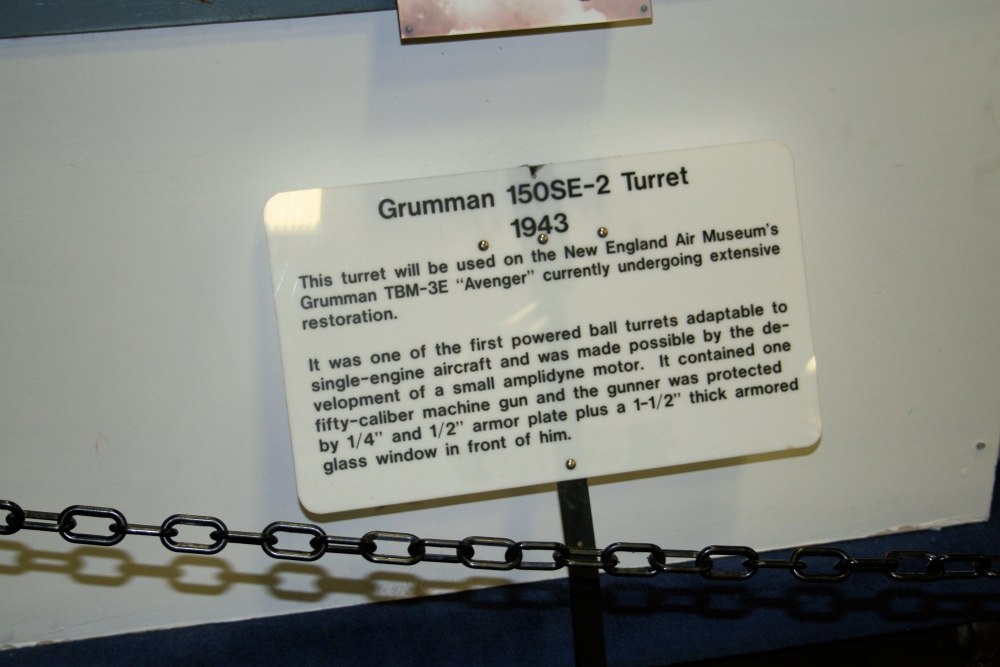 Grumman 150SE-2 Turret
1943
This turret will be used on the New England Air Museum's
Grumman TBM-3E "Avenger" currently undergoing extensive
restoration.
It was one of the first powered ball turrets adaptable to
single-engine aircraft and was made possible by the de-
velopment of a small amplidyne motor. It contained one
fifty-caliber machine gun and the gunner was protected
by 1/4" and 1/2" armor plate plus a 1-1/2" thick armored
glass window in front of him.